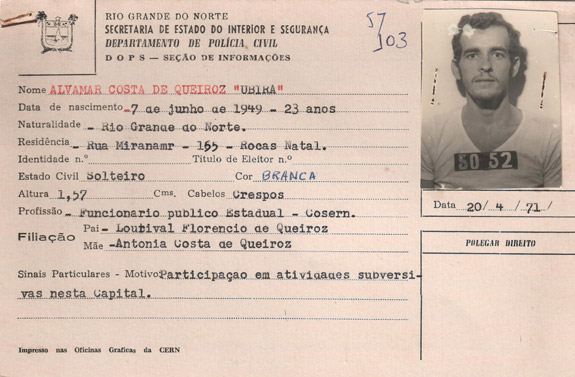 RIO GRANDE DO NORTE
SECRETARIA DE ESTADO DO INTERIOR E SEGURANÇA
DEPARTAMENTO DE POLÍCIA CIVIL
D O P S — SEÇÃO DE INFORMAÇÕES
57
103
Nome ALVAMAR COSTA DE QUEIROZ "UBIRA"
Data de nascimento -7 de junho de 1949 - 23 anos
Naturalidade - Rio Grande do Norte.
Residência - Rua Miranamr - 165 - Rocas Natal.
Identidade n.º Título de Eleitor n.º
Estado Civil Solteiro Cor BRANCA
Altura 1,57 Cms. Cabelos Crespos
Profissão - Funcionario publico Estadual - Cosern.
Filiação
Pai - Loutival Florencio de Queiroz
Mãe -Antonia Costa de Queiroz
Sinais Particulares - Motivo: Participaçao em atividades subversi-
vas nesta Capital.
Impresso nas Oficinas Graficas da CERN
50 52
Data 20/ 4 / 71/
POLEGAR DIREITO